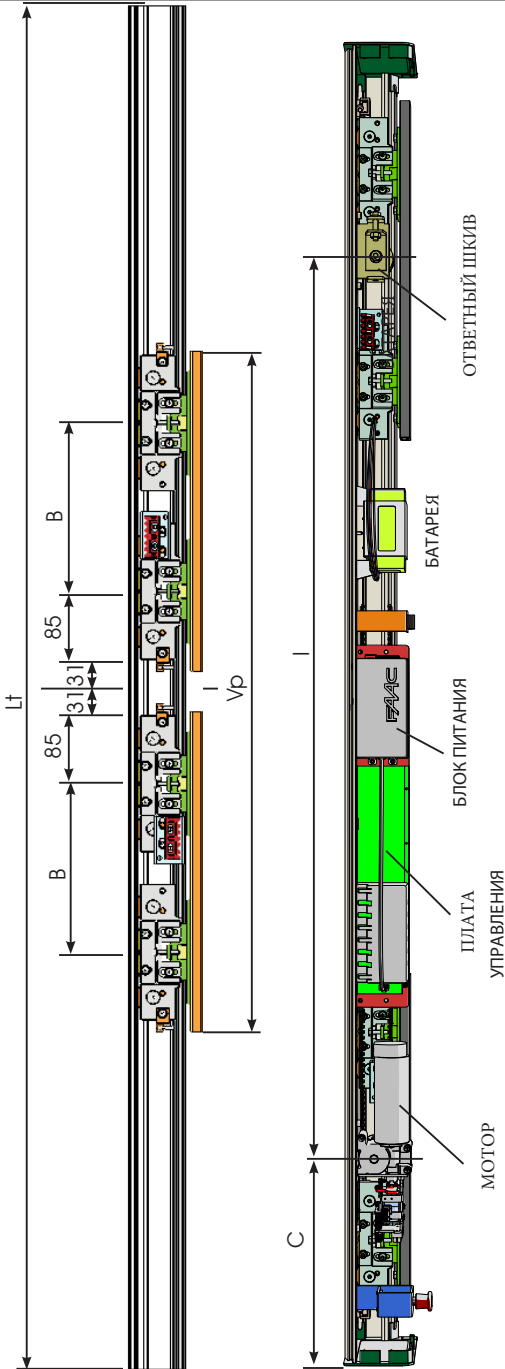 Lt
B
85
31
31
85
B
Vp
l
C
l
ОТВЕТНЫЙ ШКИВ
БАТАРЕЯ
FAAC
БЛОК ПИТАНИЯ
ПЛАТА
УПРАВЛЕНИЯ
МОТОР